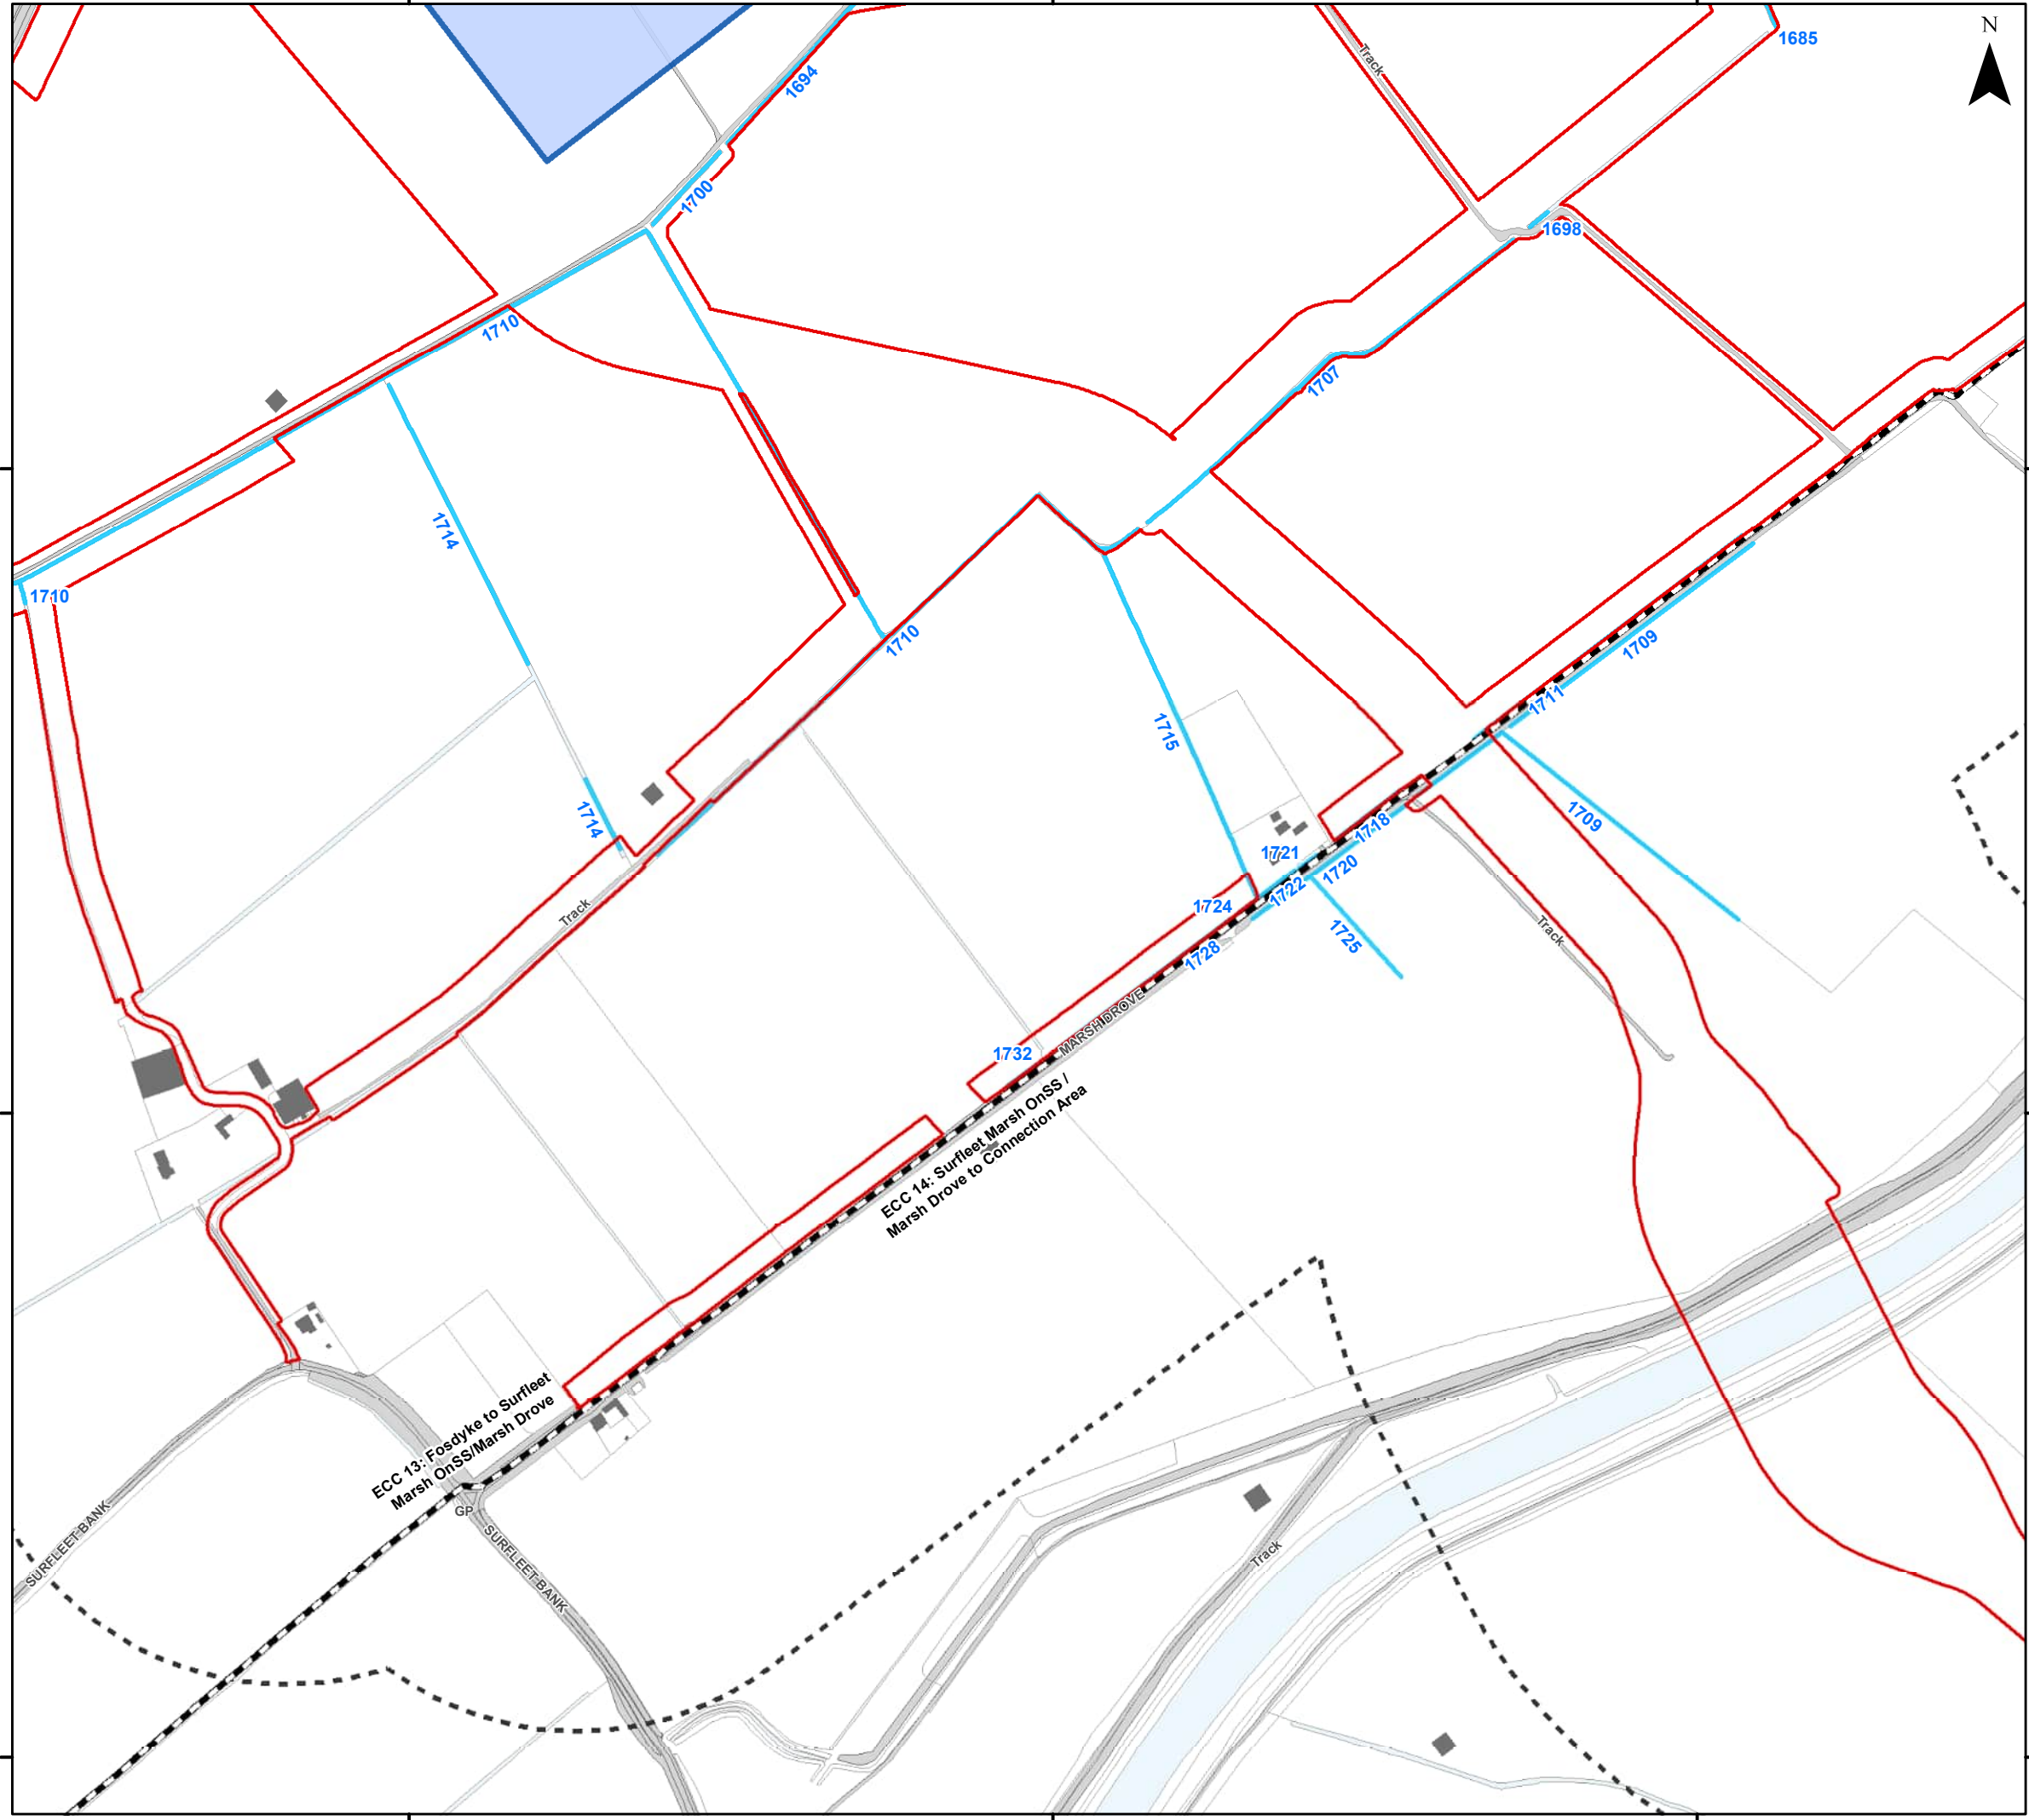 N
1685
Track
1694
1700
1698
1710
1707
1714
1710
1710
1709
1711
1715
1714
1709
1718
1721
1720
1722
1724
Track
1725
Track
1728
MARSH DROVE
1732
ECC 14: Surfleet Marsh OnSS /
Marsh Drove to Connection Area
ECC 13: Fosdyke to Surfleet
Marsh OnSS/Marsh Drove
GP
SURFLEET BANK
SURFLEET BANK
Track